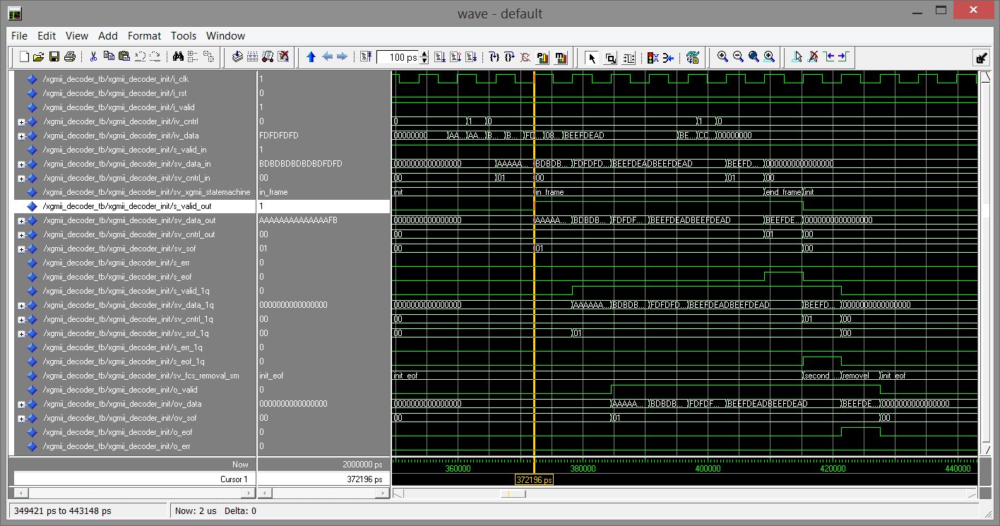 wave - default
File Edit View Add Format Tools Window
100 ps
/xgmii_decoder_tb/xgmii_decoder_init/i_clk 1
/xgmii_decoder_tb/xgmii_decoder_init/i_rst 0
/xgmii_decoder_tb/xgmii_decoder_init/i_valid 1
/xgmii_decoder_tb/xgmii_decoder_init/iv_cntrl 0 0 1 0 1 0
/xgmii_decoder_tb/xgmii_decoder_init/iv_data FDFDFDFD 00000000 AA... AA... B... B... FD... 08... BEEFDEAD BE... CC... 00000000
/xgmii_decoder_tb/xgmii_decoder_init/s_valid_in 1
/xgmii_decoder_tb/xgmii_decoder_init/sv_data_in BDBDBDBDBDBDFDFD 0000000000000000 AAAAAA... BDBDB... FDFDFD... BEEFDEADBEEFDEAD BEEFD... 0000000000000000
/xgmii_decoder_tb/xgmii_decoder_init/sv_cntrl_in 00 00 01 00 01 00
/xgmii_decoder_tb/xgmii_decoder_init/sv_xgmii_statemachine in_frame init in_frame end_frame init
/xgmii_decoder_tb/xgmii_decoder_init/s_valid_out 1
/xgmii_decoder_tb/xgmii_decoder_init/sv_data_out AAAAAAAAAAAAAAFB 0000000000000000 AAAAA... BDBDB... FDFDF... BEEFDEADBEEFDEAD BEEFDE... 0000000000000000
/xgmii_decoder_tb/xgmii_decoder_init/sv_cntrl_out 00 00 01 00
/xgmii_decoder_tb/xgmii_decoder_init/sv_sof 01 00 01 00
/xgmii_decoder_tb/xgmii_decoder_init/s_err 0
/xgmii_decoder_tb/xgmii_decoder_init/s_eof 0
/xgmii_decoder_tb/xgmii_decoder_init/s_valid_1q 0
/xgmii_decoder_tb/xgmii_decoder_init/sv_data_1q 0000000000000000 0000000000000000 AAAAAA... BDBDB... FDFDFD... BEEFDEADBEEFDEAD BEEFD... 0000000000000000
/xgmii_decoder_tb/xgmii_decoder_init/sv_cntrl_1q 00 00 01 00
/xgmii_decoder_tb/xgmii_decoder_init/sv_sof_1q 00 00 01 00
/xgmii_decoder_tb/xgmii_decoder_init/s_err_1q 0
/xgmii_decoder_tb/xgmii_decoder_init/s_eof_1q 0
/xgmii_decoder_tb/xgmii_decoder_init/sv_fcs_removal_sm init_eof init_eof second_... removel init_eof
/xgmii_decoder_tb/xgmii_decoder_init/o_valid 0
/xgmii_decoder_tb/xgmii_decoder_init/ov_data 0000000000000000 0000000000000000 AAAAA... BDBDB... FDFDF... BEEFDEADBEEFDEAD BEEFDE... 0000000000000000
/xgmii_decoder_tb/xgmii_decoder_init/ov_sof 00 00 01 00
/xgmii_decoder_tb/xgmii_decoder_init/o_eof 0
/xgmii_decoder_tb/xgmii_decoder_init/o_err 0
Now 2000000 ps 360000 380000 400000 420000 440000
Cursor 1 372196 ps 372196 ps
349421 ps to 443148 ps Now: 2 us Delta: 0